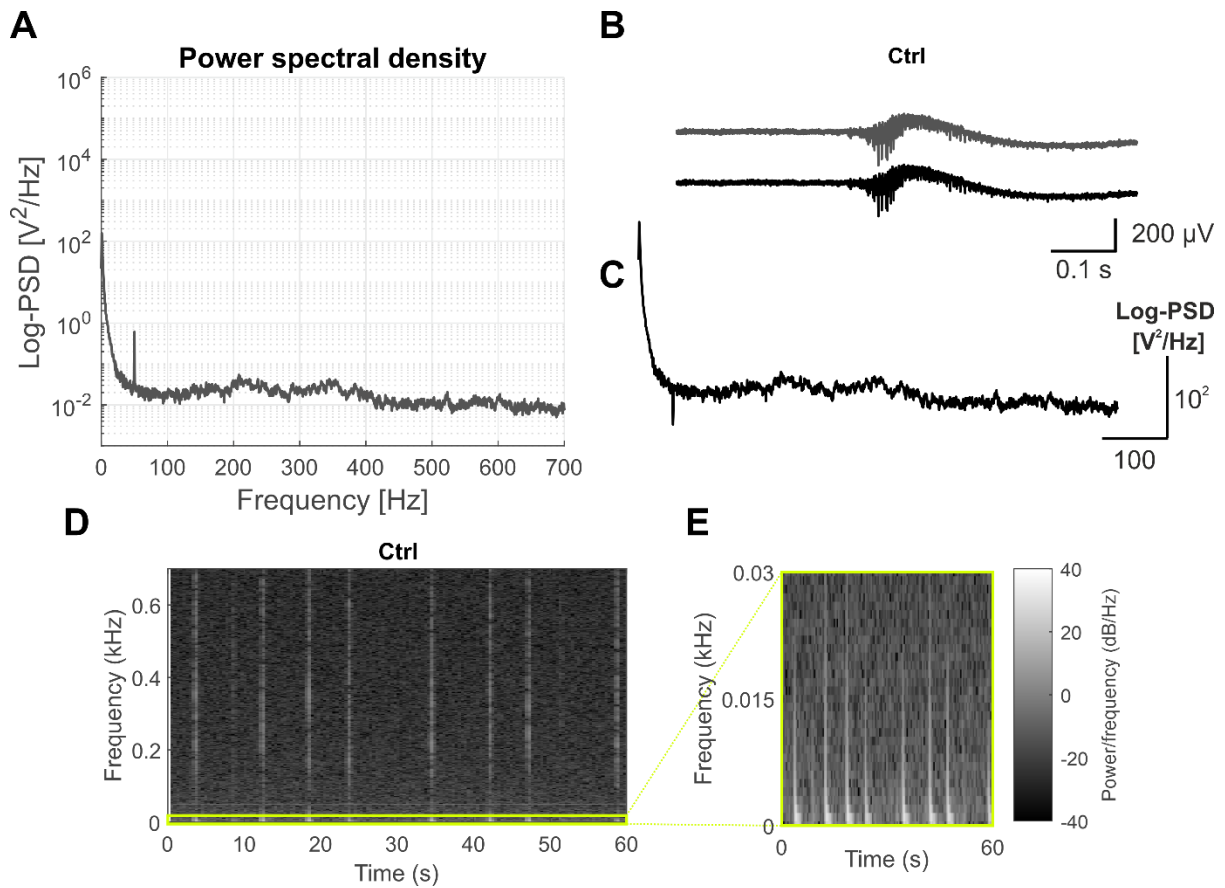 A
Power spectral density
10^6
10^4
10^2
10^0
10^-2
Log-PSD [V^2/Hz]
0 100 200 300 400 500 600 700
Frequency [Hz]
B
Ctrl
200 µV
0.1 s
C
Log-PSD
[V^2/Hz]
10^2
100
D
Ctrl
0.6
0.4
0.2
0
Frequency (kHz)
0 10 20 30 40 50 60
Time (s)
E
0.03
0.015
0
Frequency (kHz)
0 60
Time (s)
40
20
0
-20
-40
Power/frequency (dB/Hz)